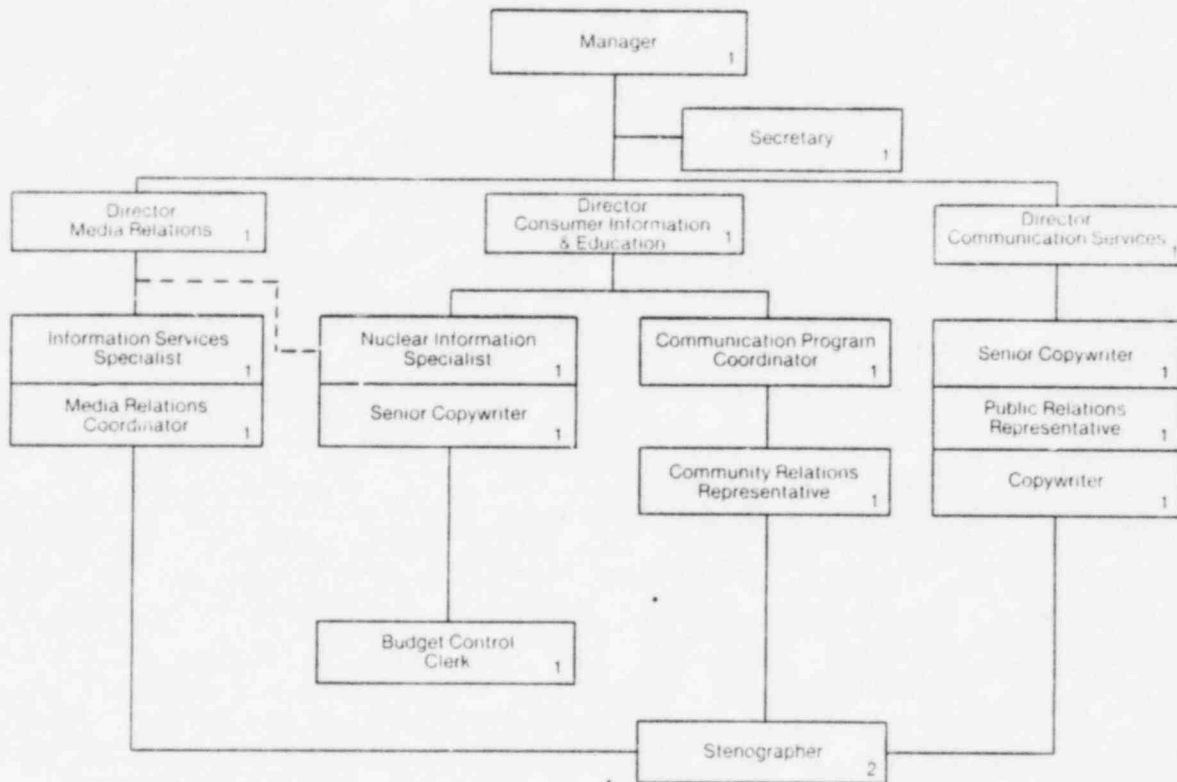 Manager
1
Secretary
1
Director
Media Relations
1
Director
Consumer Information
& Education
1
Director
Communication Services
1
Information Services
Specialist
1
Media Relations
Coordinator
1
Nuclear Information
Specialist
1
Senior Copywriter
1
Communication Program
Coordinator
1
Community Relations
Representative
1
Senior Copywriter
1
Public Relations
Representative
1
Copywriter
1
Budget Control
Clerk
1
Stenographer
2